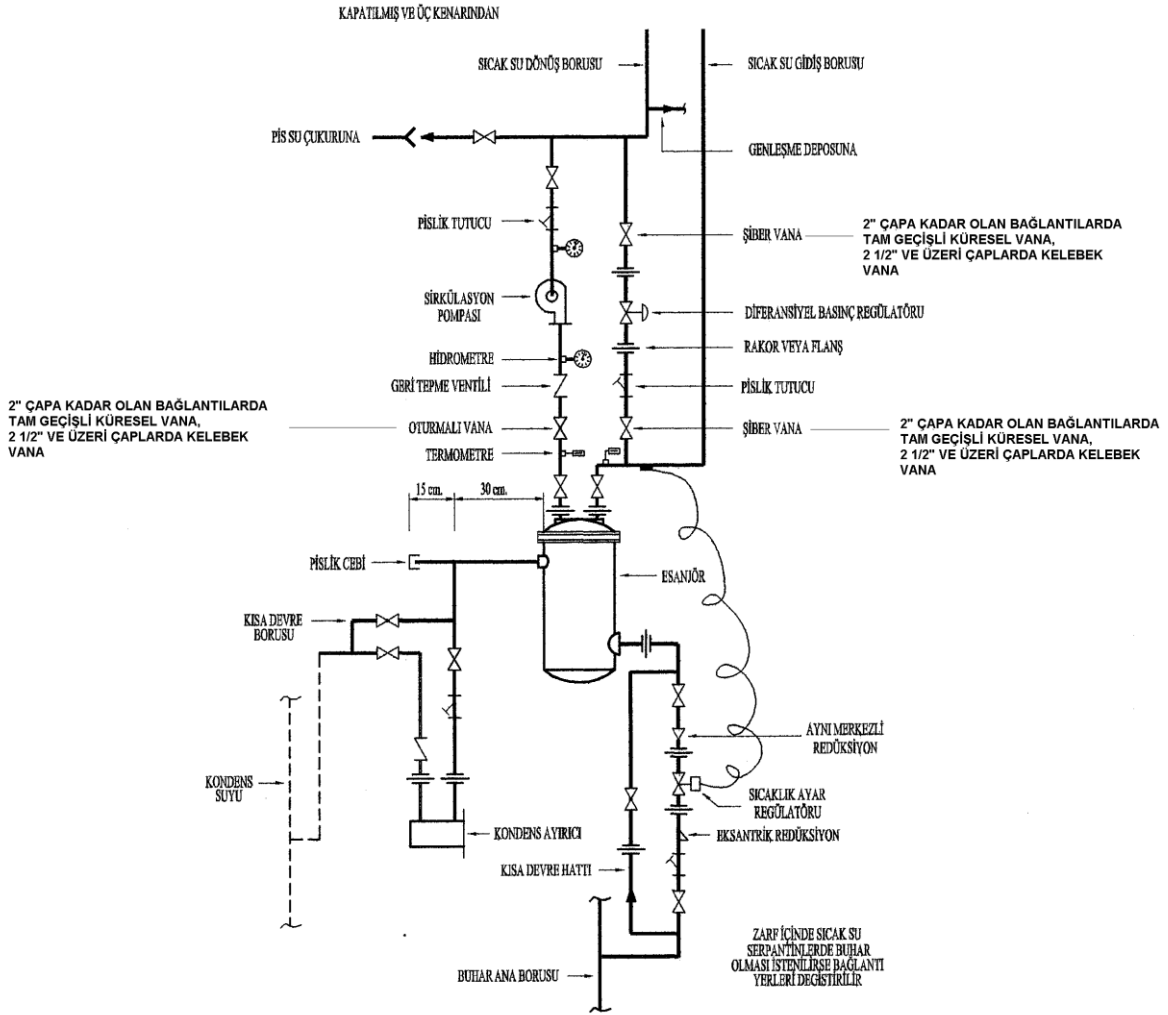 KAPATILMIŞ VE ÜÇ KENARINDAN
SICAK SU DÖNÜŞ BORUSU
SICAK SU GİDİŞ BORUSU
PİS SU ÇUKURUNA
GENLEŞME DEPOSUNA
PİSLİK TUTUCU
ŞİBER VANA
2" ÇAPA KADAR OLAN BAĞLANTILARDA
TAM GEÇİŞLİ KÜRESEL VANA,
2 1/2" VE ÜZERİ ÇAPLARDA KELEBEK
VANA
SİRKÜLASYON
POMPASI
DİFERANSİYEL BASINÇ REGÜLATÖRÜ
HİDROMETRE
RAKOR VEYA FLANŞ
GERİ TEPME VENTİLİ
PİSLİK TUTUCU
2" ÇAPA KADAR OLAN BAĞLANTILARDA
TAM GEÇİŞLİ KÜRESEL VANA,
2 1/2" VE ÜZERİ ÇAPLARDA KELEBEK
VANA
OTURMALI VANA
ŞİBER VANA
2" ÇAPA KADAR OLAN BAĞLANTILARDA
TAM GEÇİŞLİ KÜRESEL VANA,
2 1/2" VE ÜZERİ ÇAPLARDA KELEBEK
VANA
TERMOMETRE
15 cm.
30 cm.
PİSLİK CEBİ
ESANJÖR
KISA DEVRE
BORUSU
AYNI MERKEZLİ
REDÜKSİYON
KONDENS
SUYU
SICAKLIK AYAR
REGÜLATÖRÜ
KONDENS AYIRICI
EKSANTRİK REDÜKSİYON
KISA DEVRE HATTI
BUHAR ANA BORUSU
ZARF İÇİNDE SICAK SU
SERPANTİNLERDE BUHAR
OLMASI İSTENİLİRSE BAĞLANTI
YERLERİ DEGİSTİRİLİR